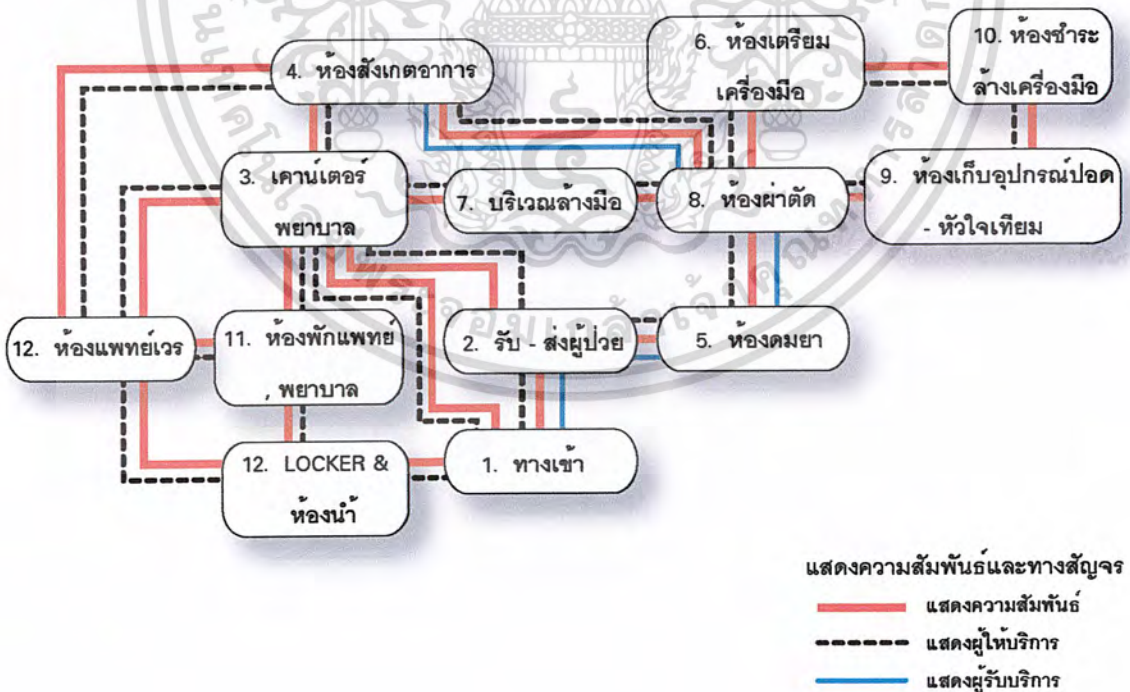 4. ห้องสังเกตอาการ
6. ห้องเตรียม
เครื่องมือ
10. ห้องชำระ
ล้างเครื่องมือ
3. เคาน์เตอร์
พยาบาล
7. บริเวณล้างมือ
8. ห้องผ่าตัด
9. ห้องเก็บอุปกรณ์ปอด
- หัวใจเทียม
12. ห้องแพทย์เวร
11. ห้องพักแพทย์
, พยาบาล
2. รับ - ส่งผู้ป่วย
5. ห้องดมยา
12. LOCKER &
ห้องน้ำ
1. ทางเข้า
แสดงความสัมพันธ์และทางสัญจร
แสดงความสัมพันธ์
แสดงผู้ให้บริการ
แสดงผู้รับบริการ